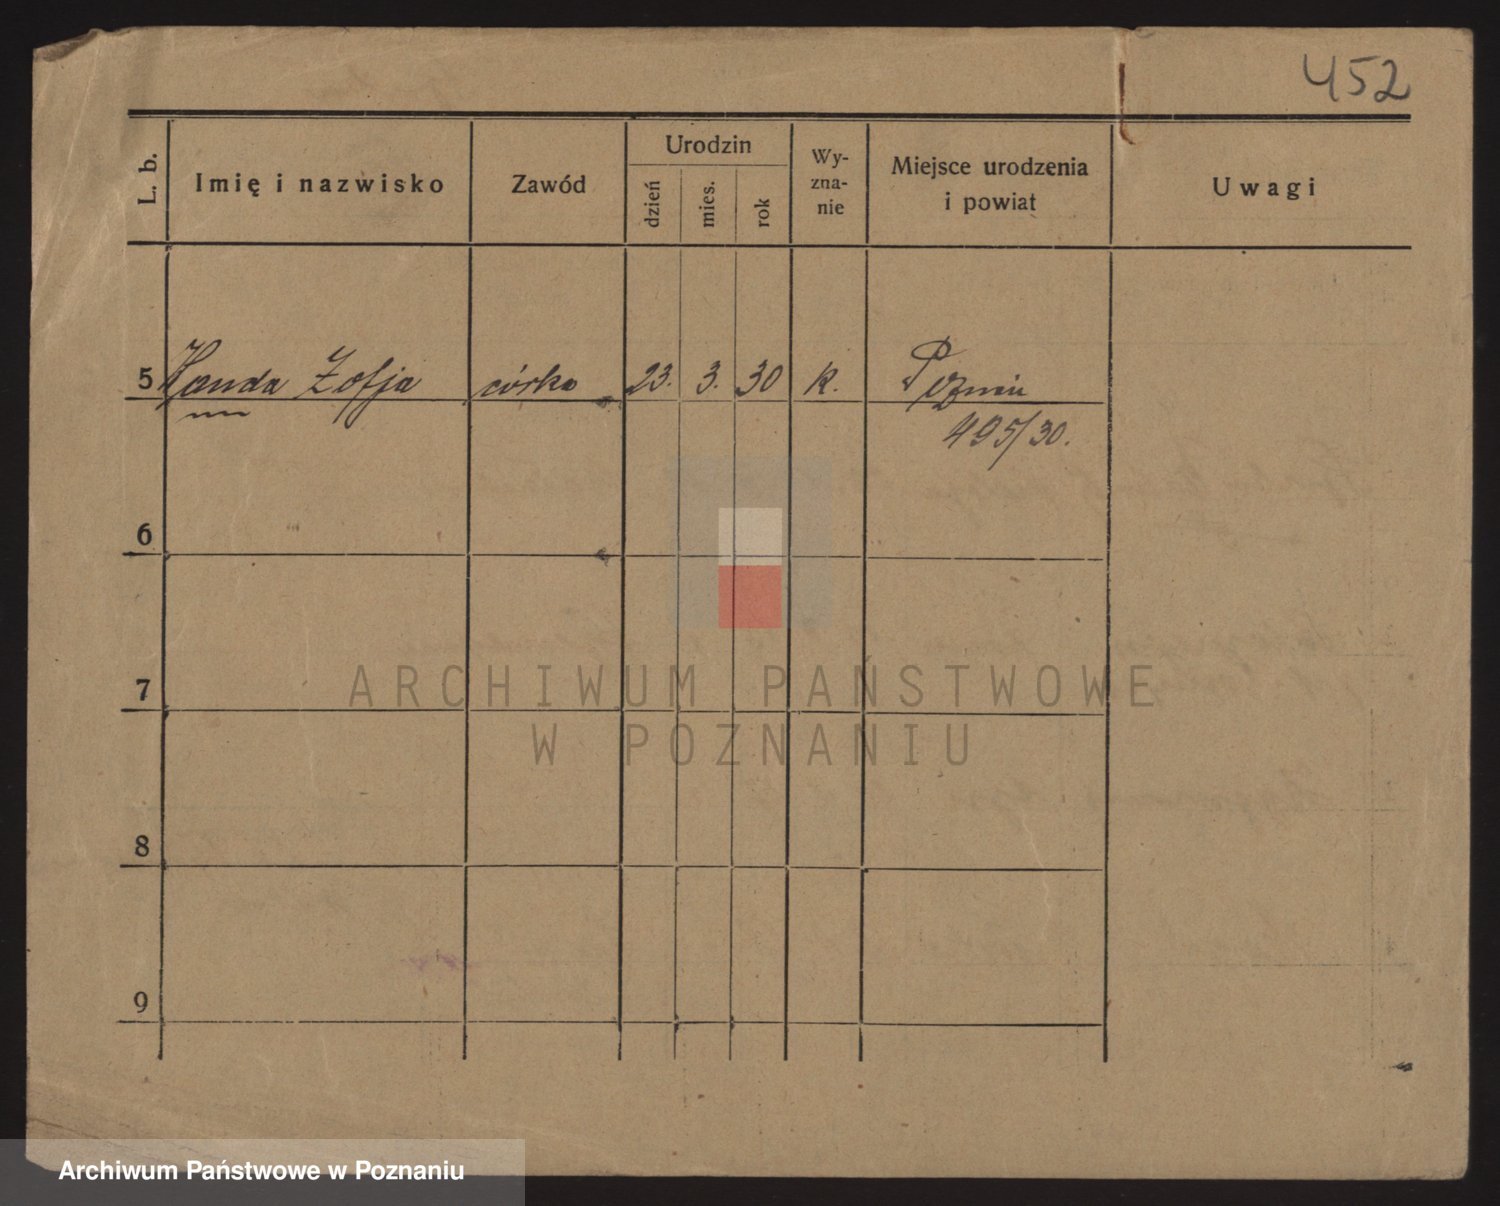 452
L. b.
Imię i nazwisko
Zawód
Urodzin
dzień
mies.
rok
Wy-
zna-
nie
Miejsce urodzenia
i powiat
Uwagi
5 Wanda Zofja córka 23. 3. 30 k. Poznań
495/30.
6
7
8
9
ARCHIWUM PAŃSTWOWE
W POZNANIU
Archiwum Państwowe w Poznaniu